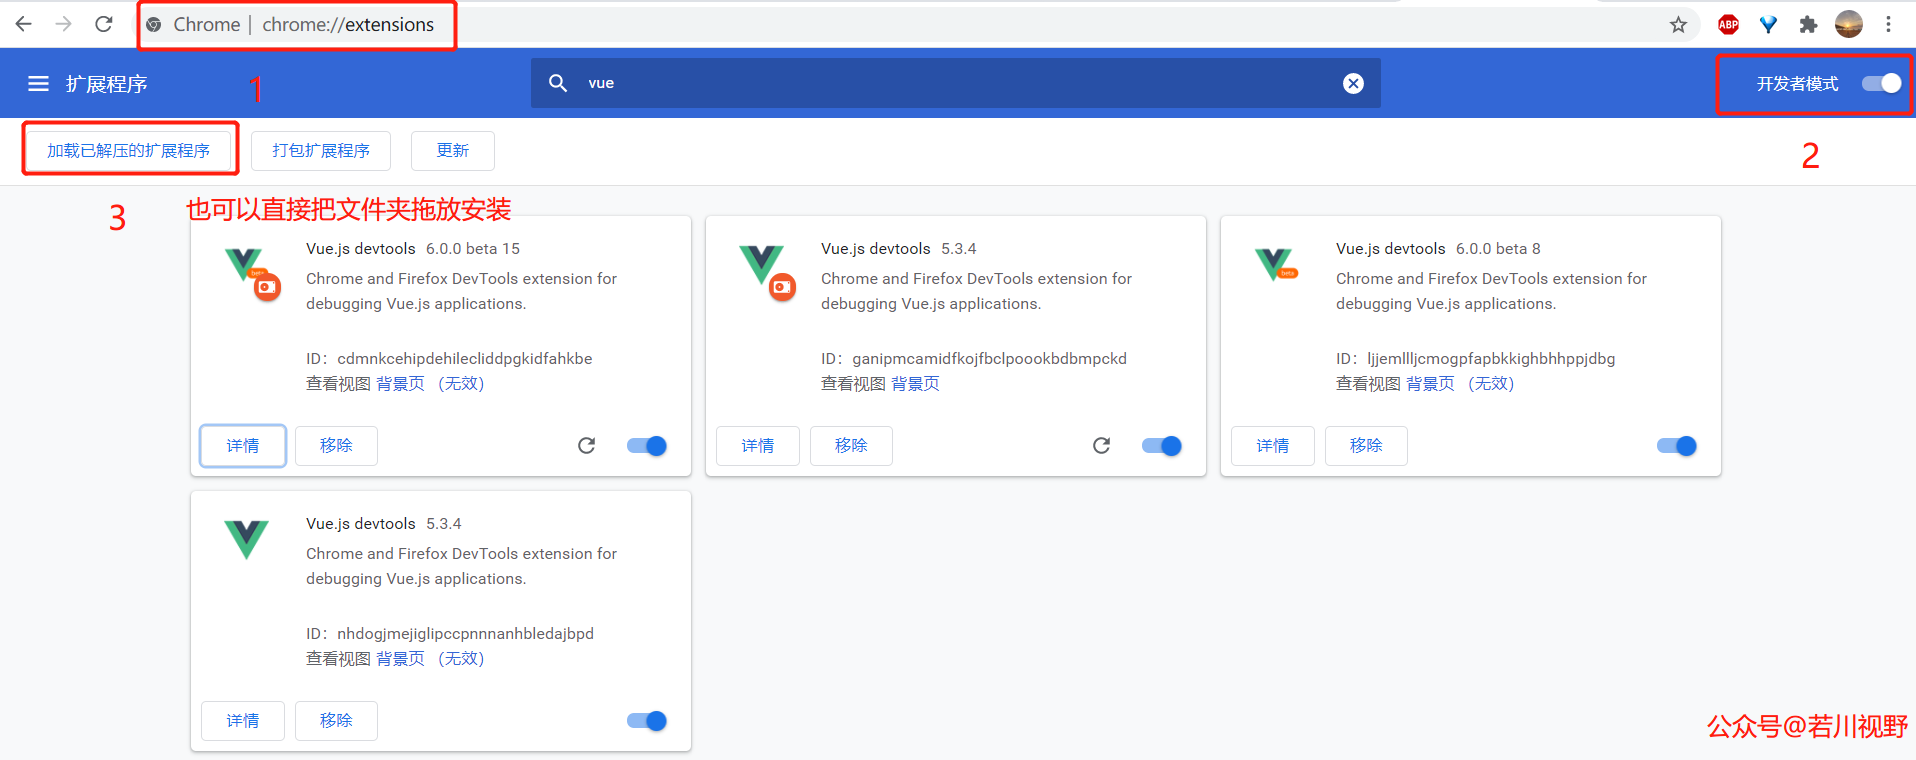 Chrome | chrome://extensions
ABP
扩展程序
1
vue
开发者模式
加载已解压的扩展程序
打包扩展程序
更新
2
3
也可以直接把文件夹拖放安装
Vue.js devtools 6.0.0 beta 15
Chrome and Firefox DevTools extension for
debugging Vue.js applications.
ID：cdmnkcehipdehilecliddpgkidfahkbe
查看视图 背景页 （无效）
详情
移除
beta
Vue.js devtools 5.3.4
Chrome and Firefox DevTools extension for
debugging Vue.js applications.
ID：ganipmcamidfkojfbclpoookbdbmpckd
查看视图 背景页
详情
移除
Vue.js devtools 6.0.0 beta 8
Chrome and Firefox DevTools extension for
debugging Vue.js applications.
ID：ljjemllljcmogpfapbkkighbhhppjdbg
查看视图 背景页 （无效）
详情
移除
beta
Vue.js devtools 5.3.4
Chrome and Firefox DevTools extension for
debugging Vue.js applications.
ID：nhdogjmejiglipccpnnnanhbledajbpd
查看视图 背景页 （无效）
详情
移除
公众号@若川视野